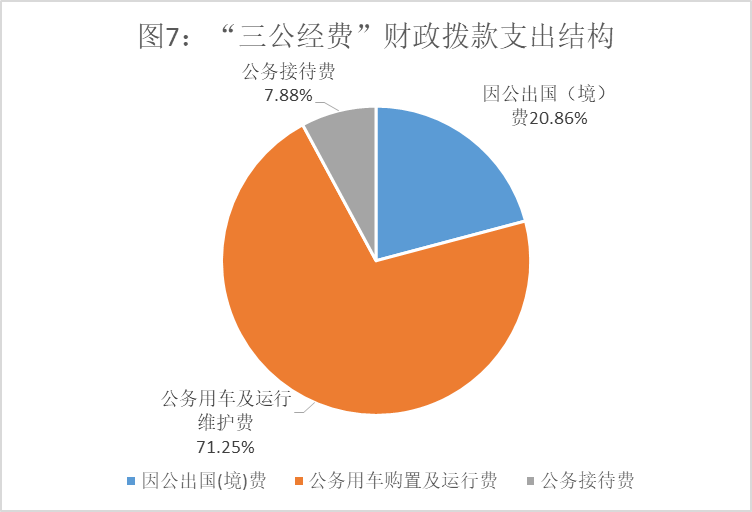 图7：“三公经费”财政拨款支出结构
公务接待费
7.88%
因公出国（境）
费20.86%
公务用车及运行
维护费
71.25%
因公出国(境)费
公务用车购置及运行费
公务接待费